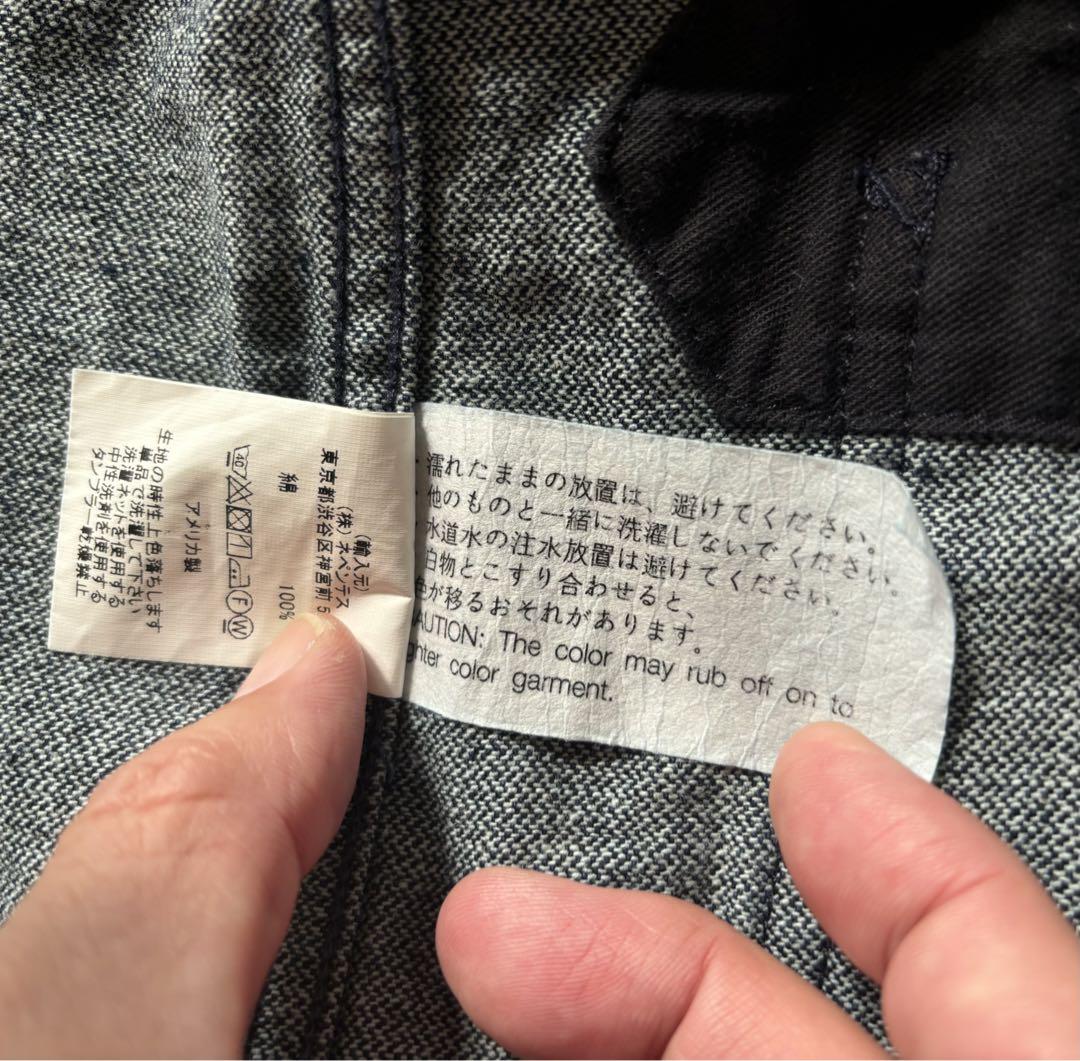 (輸入元)
(株)ネペンテス
東京都渋谷区神宮前5
綿 100%
40 F W
アメリカ製
生地の特性上色落ちします
単品で洗濯して下さい
洗濯ネットを使用する
中性洗剤を使用する
タンブラー乾燥禁止
・濡れたままの放置は、避けてください。
・他のものと一緒に洗濯しないでください。
水道水の注水放置は避けてください。
白物とこすり合わせると、
が移るおそれがあります。
AUTION: The color may rub off on to
ghter color garment.